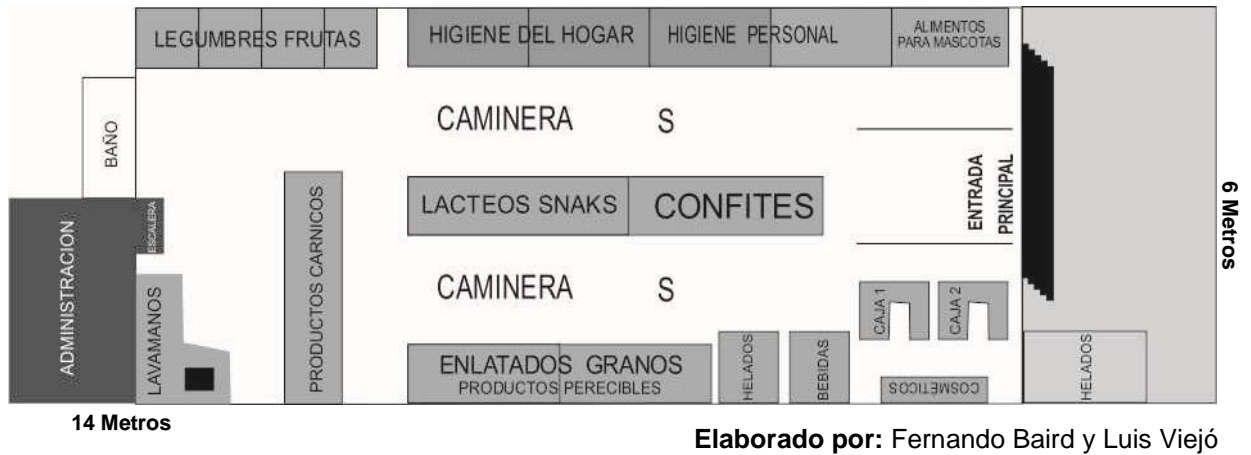 LEGUMBRES FRUTAS
HIGIENE DEL HOGAR
HIGIENE PERSONAL
ALIMENTOS
PARA MASCOTAS
BAÑO
CAMINERA S
ENTRADA
PRINCIPAL
6 Metros
ADMINISTRACION
ESCALERA
PRODUCTOS CARNICOS
LACTEOS SNAKS
CONFITES
CAMINERA S
LAVAMANOS
CAJA 1
CAJA 2
ENLATADOS GRANOS
PRODUCTOS PERECIBLES
HELADOS
BEBIDAS
COSMÉTICOS
HELADOS
14 Metros
Elaborado por: Fernando Baird y Luis Viejó